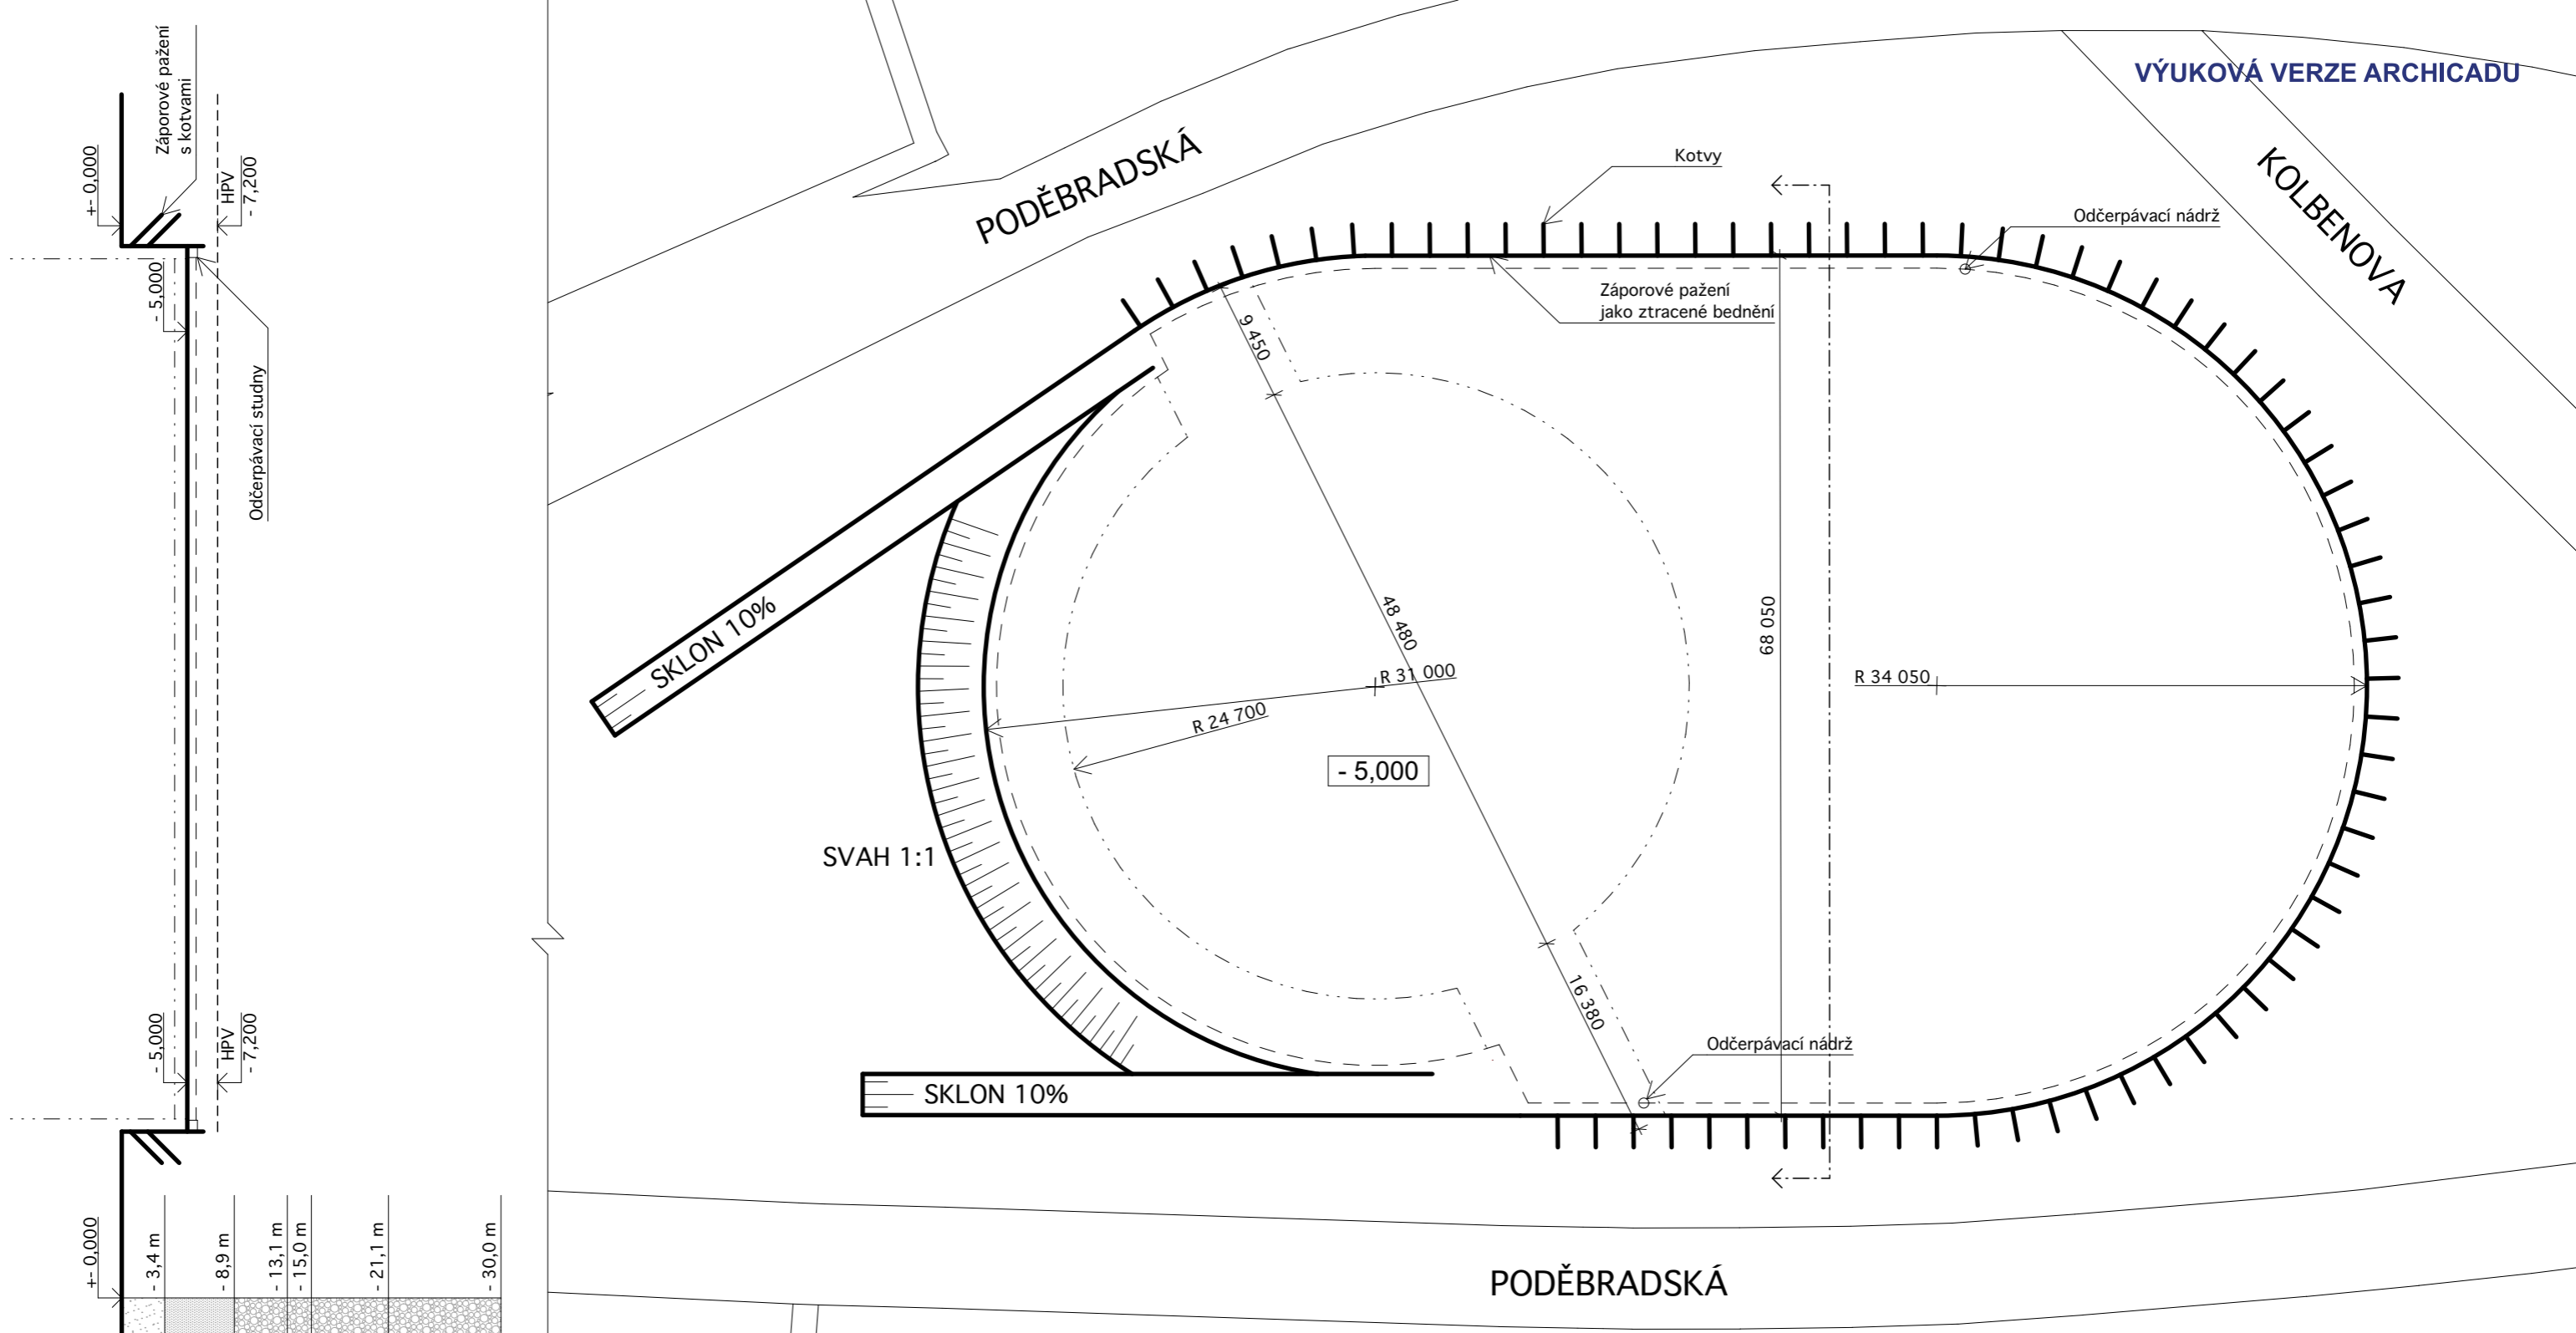 Záporové pažení
s kotvami
+- 0,000
HPV
- 7,200
- 5,000
Odčerpávací studny
- 5,000
HPV
- 7,200
+- 0,000
- 3,4 m
- 8,9 m
- 13,1 m
- 15,0 m
- 21,1 m
- 30,0 m
VÝUKOVÁ VERZE ARCHICADU
PODĚBRADSKÁ
Kotvy
KOLBENOVA
Odčerpávací nádrž
Záporové pažení
jako ztracené bednění
9 450
48 480
68 050
SKLON 10%
R 31 000
R 34 050
R 24 700
- 5,000
SVAH 1:1
16 380
Odčerpávací nádrž
SKLON 10%
PODĚBRADSKÁ